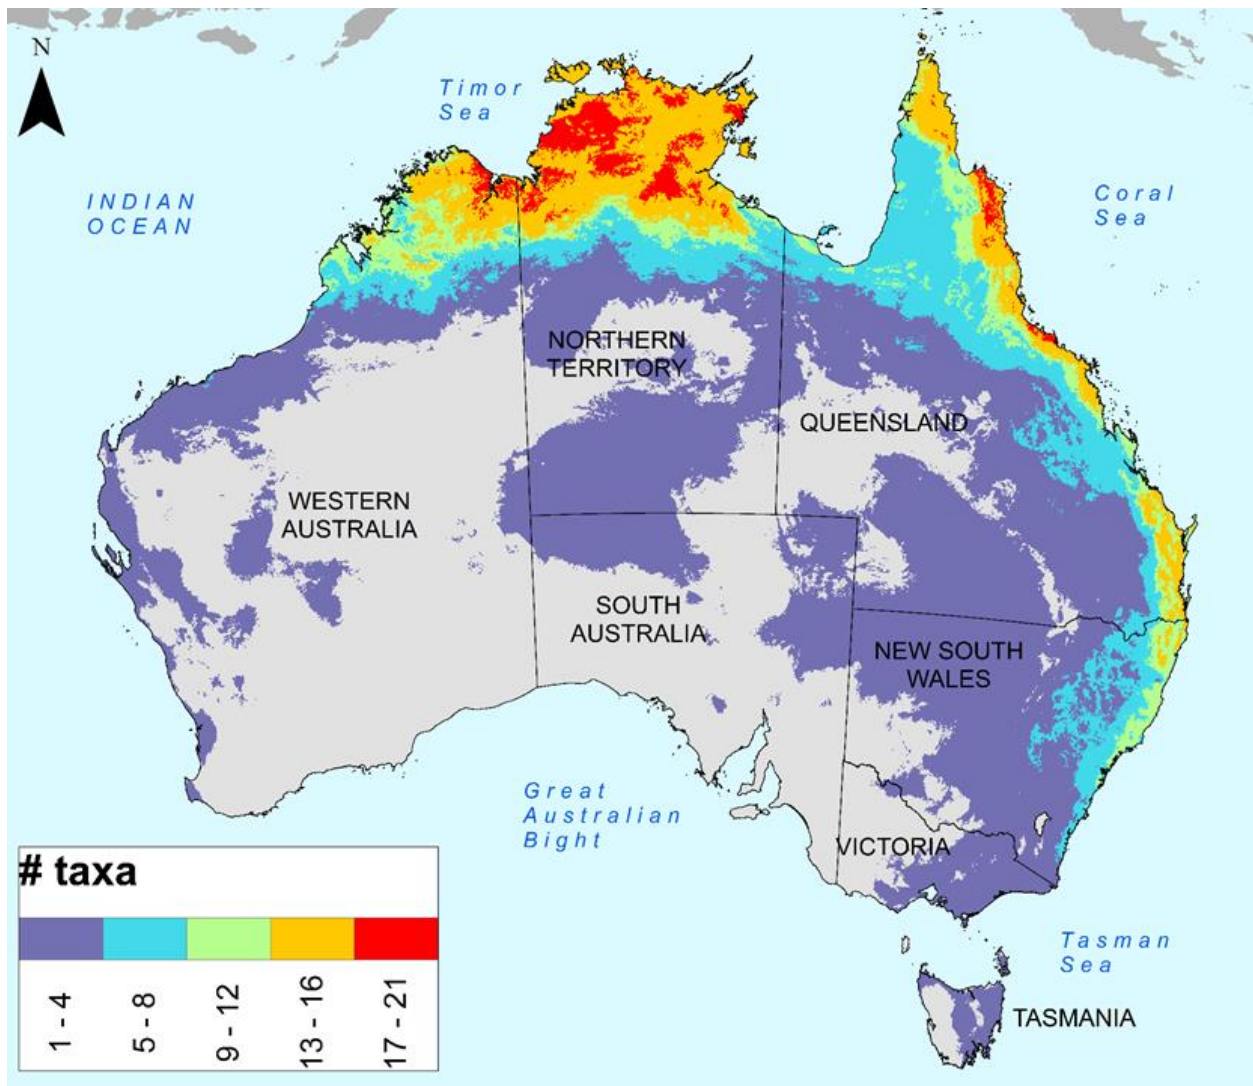 N
Timor
Sea
INDIAN
OCEAN
Coral
Sea
NORTHERN
TERRITORY
QUEENSLAND
WESTERN
AUSTRALIA
SOUTH
AUSTRALIA
NEW SOUTH
WALES
Great
Australian
Bight
VICTORIA
# taxa
1 - 4
5 - 8
9 - 12
13 - 16
17 - 21
Tasman
Sea
TASMANIA